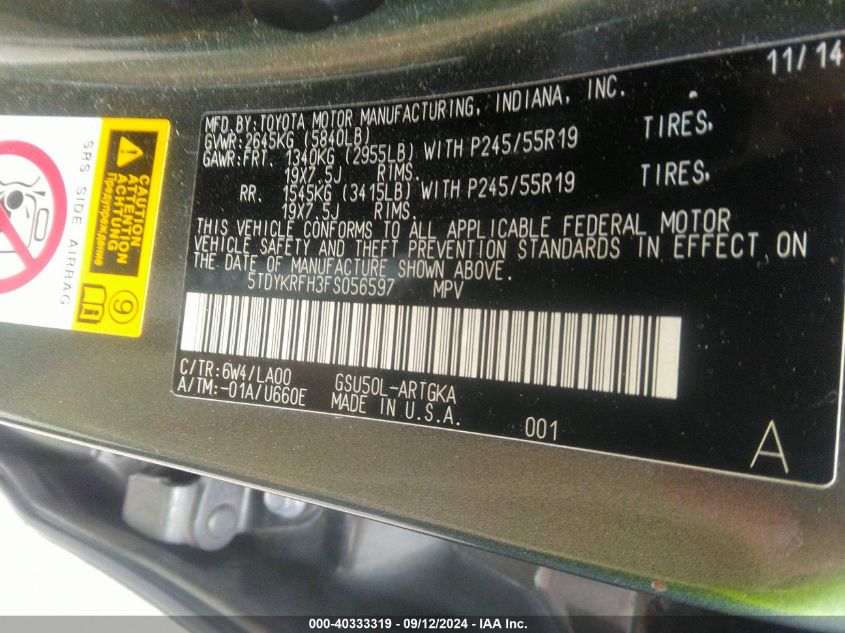 11/14
MFD.BY:TOYOTA MOTOR MANUFACTURING, INDIANA, INC.
GVWR:2645KG (5840LB)
GAWR:FRT. 1340KG (2955LB) WITH P245/55R19 TIRES,
19X7.5J RIMS.
RR. 1545KG (3415LB) WITH P245/55R19 TIRES,
19X7.5J RIMS.
THIS VEHICLE CONFORMS TO ALL APPLICABLE FEDERAL MOTOR
VEHICLE SAFETY AND THEFT PREVENTION STANDARDS IN EFFECT ON
THE DATE OF MANUFACTURE SHOWN ABOVE.
5TDYKRFH3FS056597 MPV
C/TR:6W4/LA00 GSU50L-ARTGKA
A/TM:-01A/U660E MADE IN U.S.A.
001
A
SRS SIDE AIRBAG
CAUTION
ATTENTION
ACHTUNG
Предупреждение
9
000-40333319 - 09/12/2024 - IAA Inc.